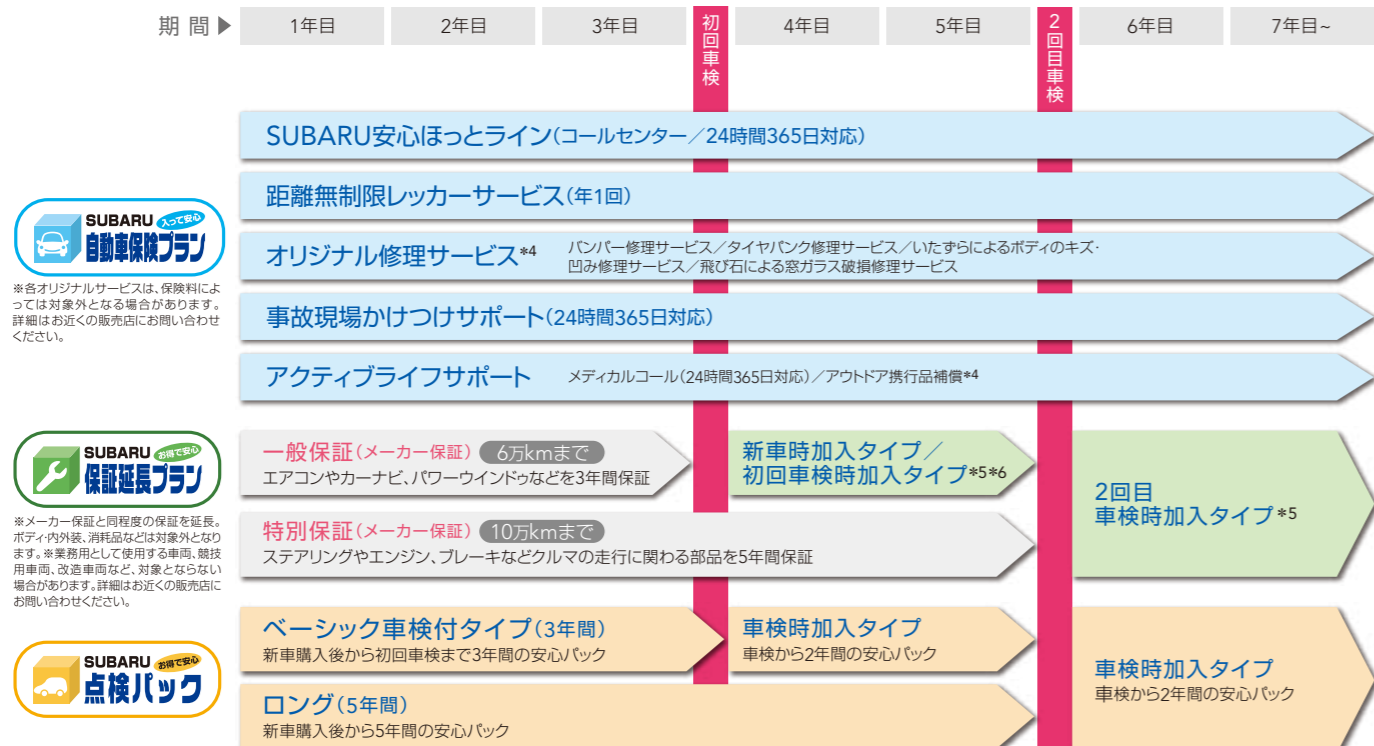 期間▶
1年目
2年目
3年目
初回車検
4年目
5年目
2回目車検
6年目
7年目~
SUBARU 入って安心
自動車保険プラン
※各オリジナルサービスは、保険料によ
っては対象外となる場合があります。
詳細はお近くの販売店にお問い合わせ
ください。
SUBARU安心ほっとライン(コールセンター/24時間365日対応)
距離無制限レッカーサービス(年1回)
オリジナル修理サービス*4
バンパー修理サービス/タイヤパンク修理サービス/いたずらによるボディのキズ・
凹み修理サービス/飛び石による窓ガラス破損修理サービス
事故現場かけつけサポート(24時間365日対応)
アクティブライフサポート
メディカルコール(24時間365日対応)/アウトドア携行品補償*4
SUBARU お得で安心
保証延長プラン
※メーカー保証と同程度の保証を延長。
ボディ・内外装、消耗品などは対象外となり
ます。※業務用として使用する車両、競技
用車両、改造車両など、対象とならない
場合があります。詳細はお近くの販売店に
お問い合わせください。
一般保証(メーカー保証) 6万kmまで
エアコンやカーナビ、パワーウインドゥなどを3年間保証
新車時加入タイプ/
初回車検時加入タイプ*5*6
特別保証(メーカー保証) 10万kmまで
ステアリングやエンジン、ブレーキなどクルマの走行に関わる部品を5年間保証
2回目
車検時加入タイプ*5
SUBARU お得で安心
点検パック
ベーシック車検付タイプ(3年間)
新車購入後から初回車検まで3年間の安心パック
車検時加入タイプ
車検から2年間の安心パック
ロング(5年間)
新車購入後から5年間の安心パック
車検時加入タイプ
車検から2年間の安心パック